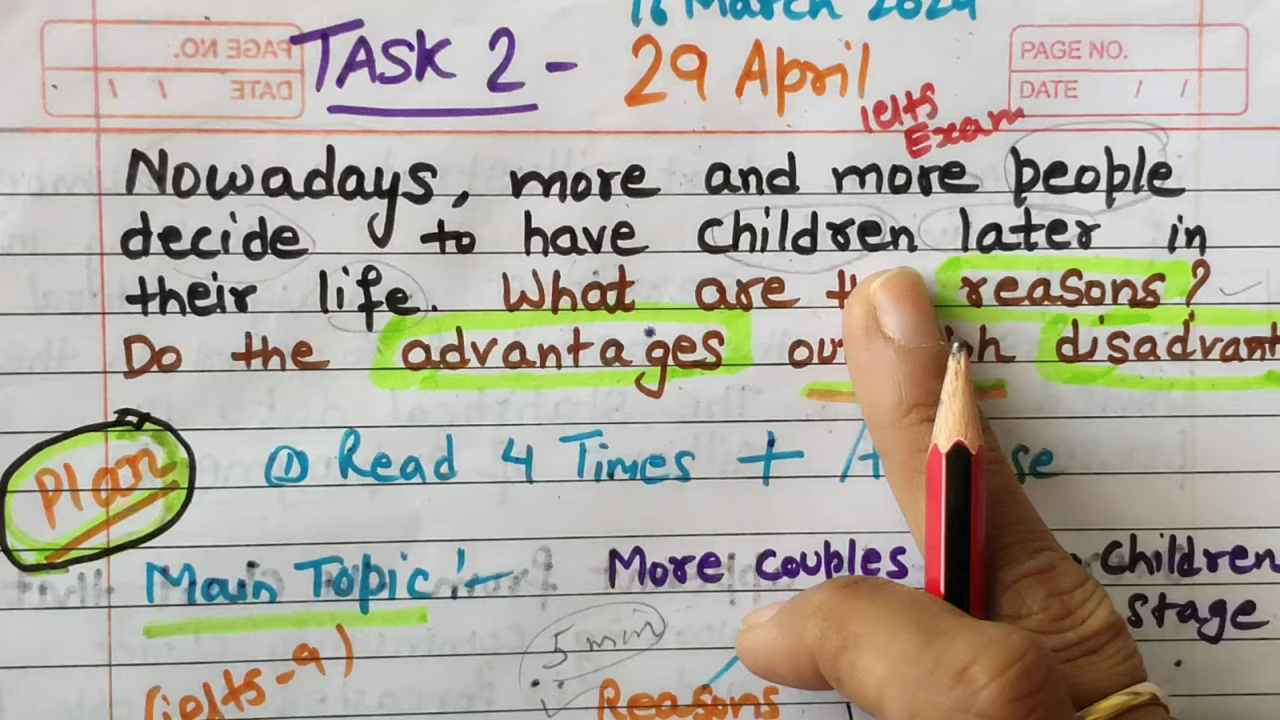 16 March 2024
PAGE NO.
DATE / /
TASK 2 - 29 April
PAGE NO.
DATE / /
ielts
Exam
Nowadays, more and more people
decide to have children later in
their life. What are reasons?
Do the advantages disadvant
Plan
① Read 4 Times +
Main Topic :- More couples Children
stage
5 min
(ielts-9)
Reasons